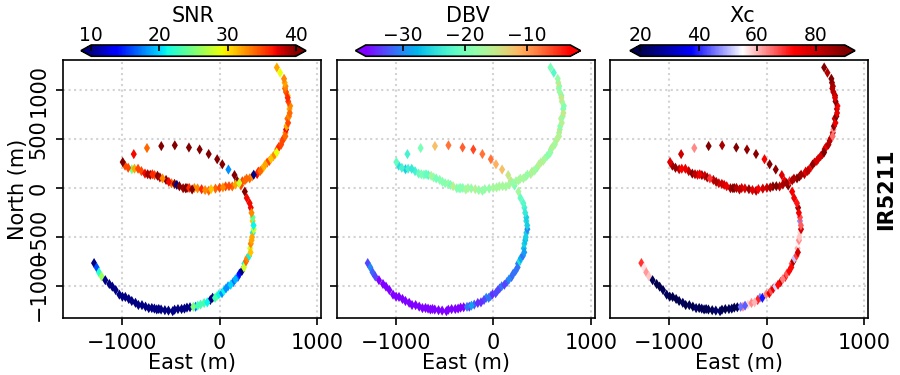 SNR DBV Xc
10 20 30 40 −30 −20 −10 20 40 60 80
North (m)
1000
500
0
−500
−1000
IR5211
−1000 0 1000 −1000 0 1000 −1000 0 1000
East (m) East (m) East (m)